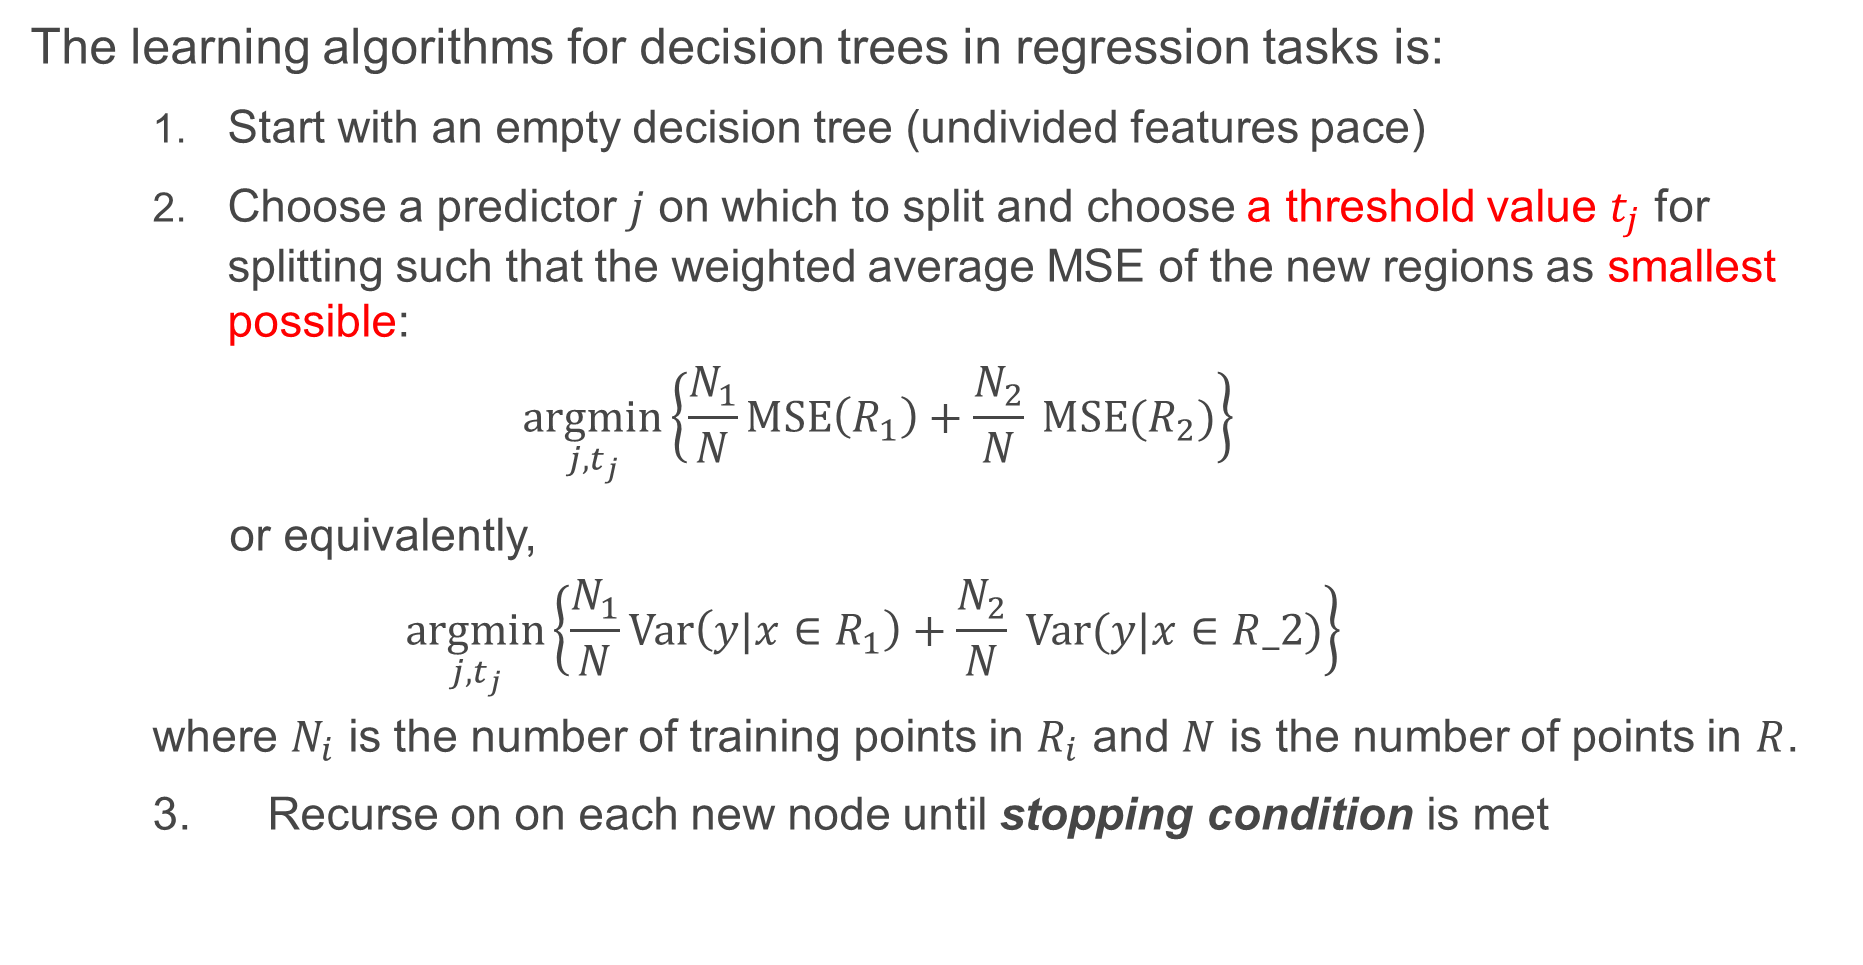 The learning algorithms for decision trees in regression tasks is:
1. Start with an empty decision tree (undivided features pace)
2. Choose a predictor j on which to split and choose a threshold value t_j for
splitting such that the weighted average MSE of the new regions as smallest
possible:
argmin_{j,t_j} {N_1/N MSE(R_1) + N_2/N MSE(R_2)}
or equivalently,
argmin_{j,t_j} {N_1/N Var(y|x ∈ R_1) + N_2/N Var(y|x ∈ R_2)}
where N_i is the number of training points in R_i and N is the number of points in R.
3. Recurse on on each new node until stopping condition is met